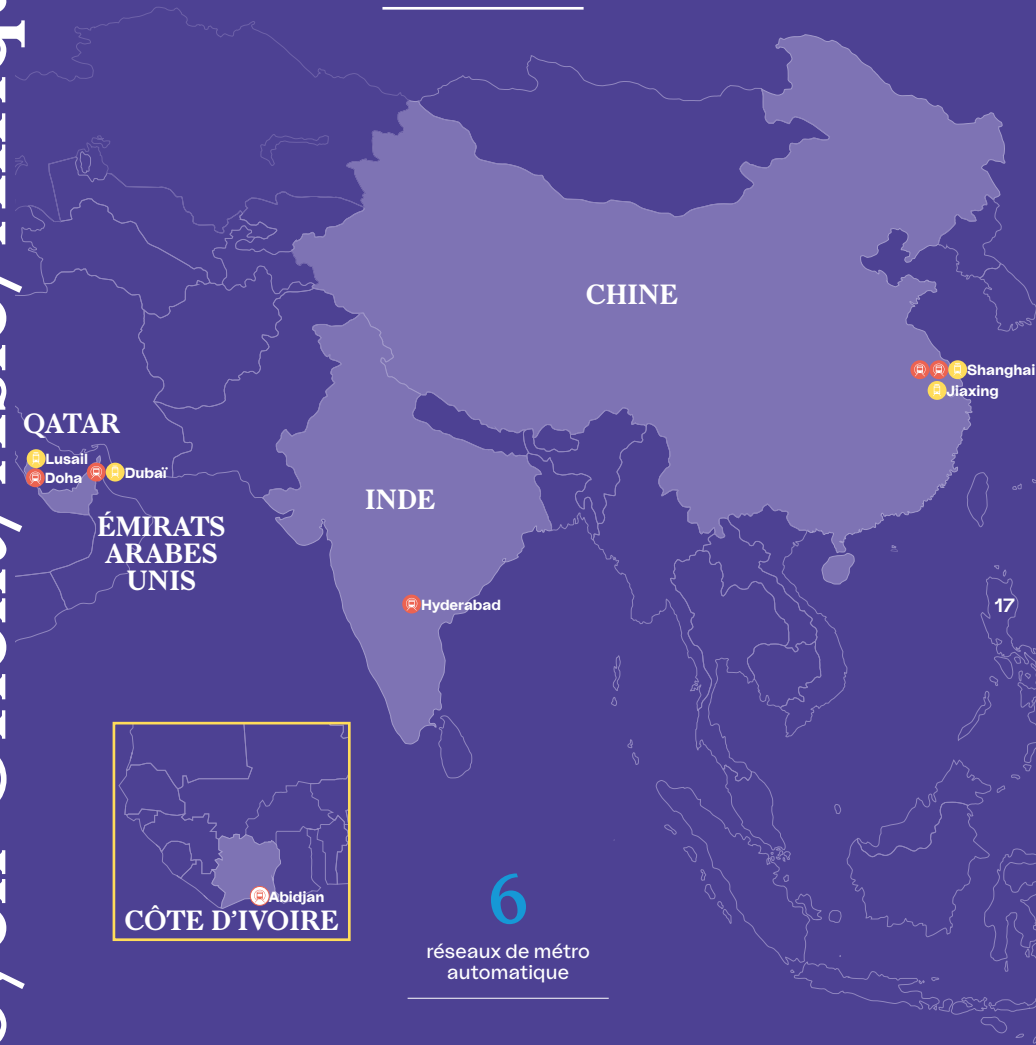 CHINE
Shanghai
Jiaxing
QATAR
Lusail
Doha
Dubaï
INDE
ÉMIRATS
ARABES
UNIS
Hyderabad
17
Abidjan
CÔTE D'IVOIRE
6
réseaux de métro
automatique